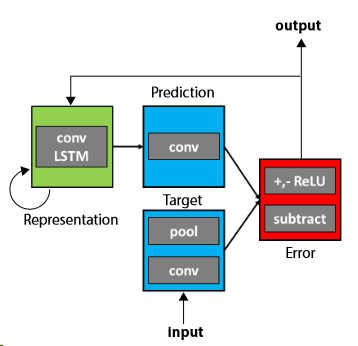 output
Prediction
conv
LSTM
conv
+,- ReLU
subtract
Representation
Target
pool
conv
Error
input